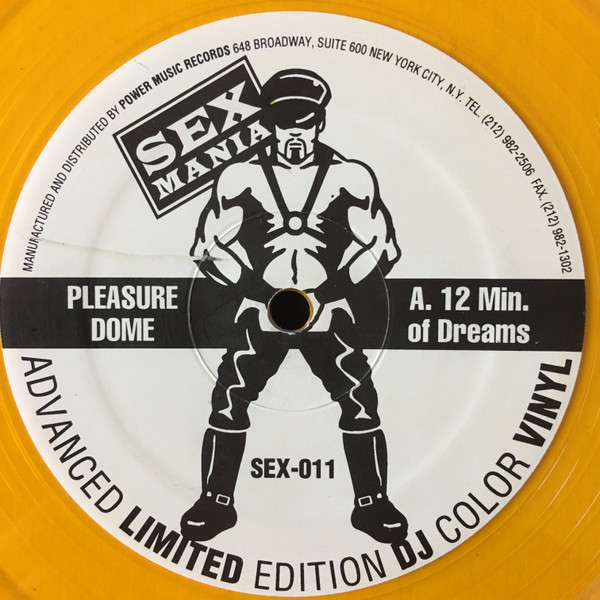 MANUFACTURED AND DISTRIBUTED BY POWER MUSIC RECORDS 648 BROADWAY, SUITE 600 NEW YORK CITY, N.Y. TEL. (212) 982-2506 FAX. (212) 982-1302
SEX
MANIA
PLEASURE
DOME
A. 12 Min.
of Dreams
SEX-011
ADVANCED LIMITED EDITION DJ COLOR VINYL